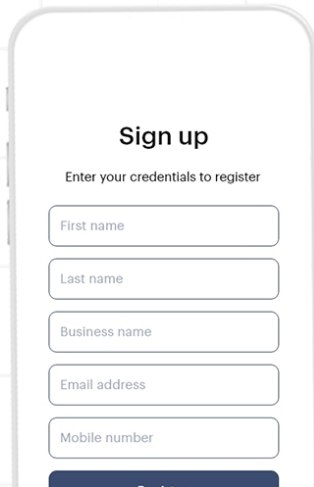 Sign up
Enter your credentials to register
First name
Last name
Business name
Email address
Mobile number